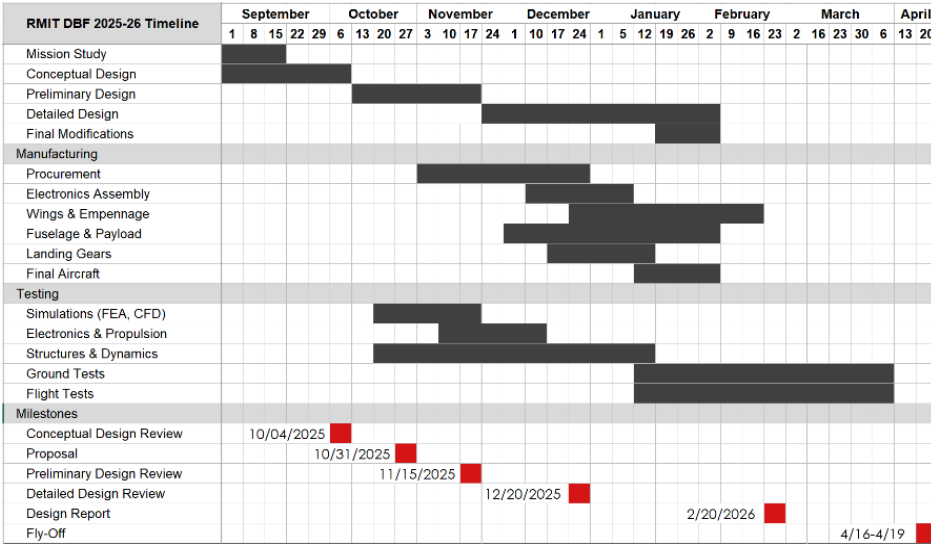 RMIT DBF 2025-26 Timeline
September October November December January February March April
1 8 15 22 29 6 13 20 27 3 10 17 24 1 10 17 24 1 5 12 19 26 2 9 16 23 2 16 23 30 6 13 20
Mission Study
Conceptual Design
Preliminary Design
Detailed Design
Final Modifications
Manufacturing
Procurement
Electronics Assembly
Wings & Empennage
Fuselage & Payload
Landing Gears
Final Aircraft
Testing
Simulations (FEA, CFD)
Electronics & Propulsion
Structures & Dynamics
Ground Tests
Flight Tests
Milestones
Conceptual Design Review 10/04/2025
Proposal 10/31/2025
Preliminary Design Review 11/15/2025
Detailed Design Review 12/20/2025
Design Report 2/20/2026
Fly-Off 4/16-4/19